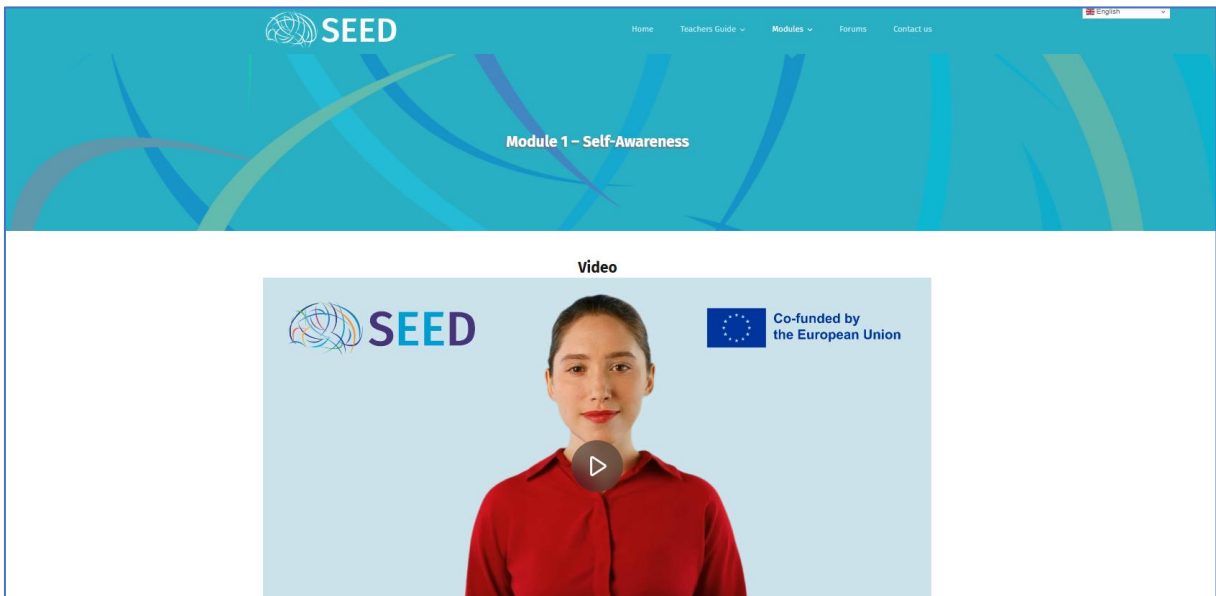 SEED
Home Teachers Guide Modules Forums Contact us
English
Module 1 – Self-Awareness
Video
SEED
Co-funded by
the European Union